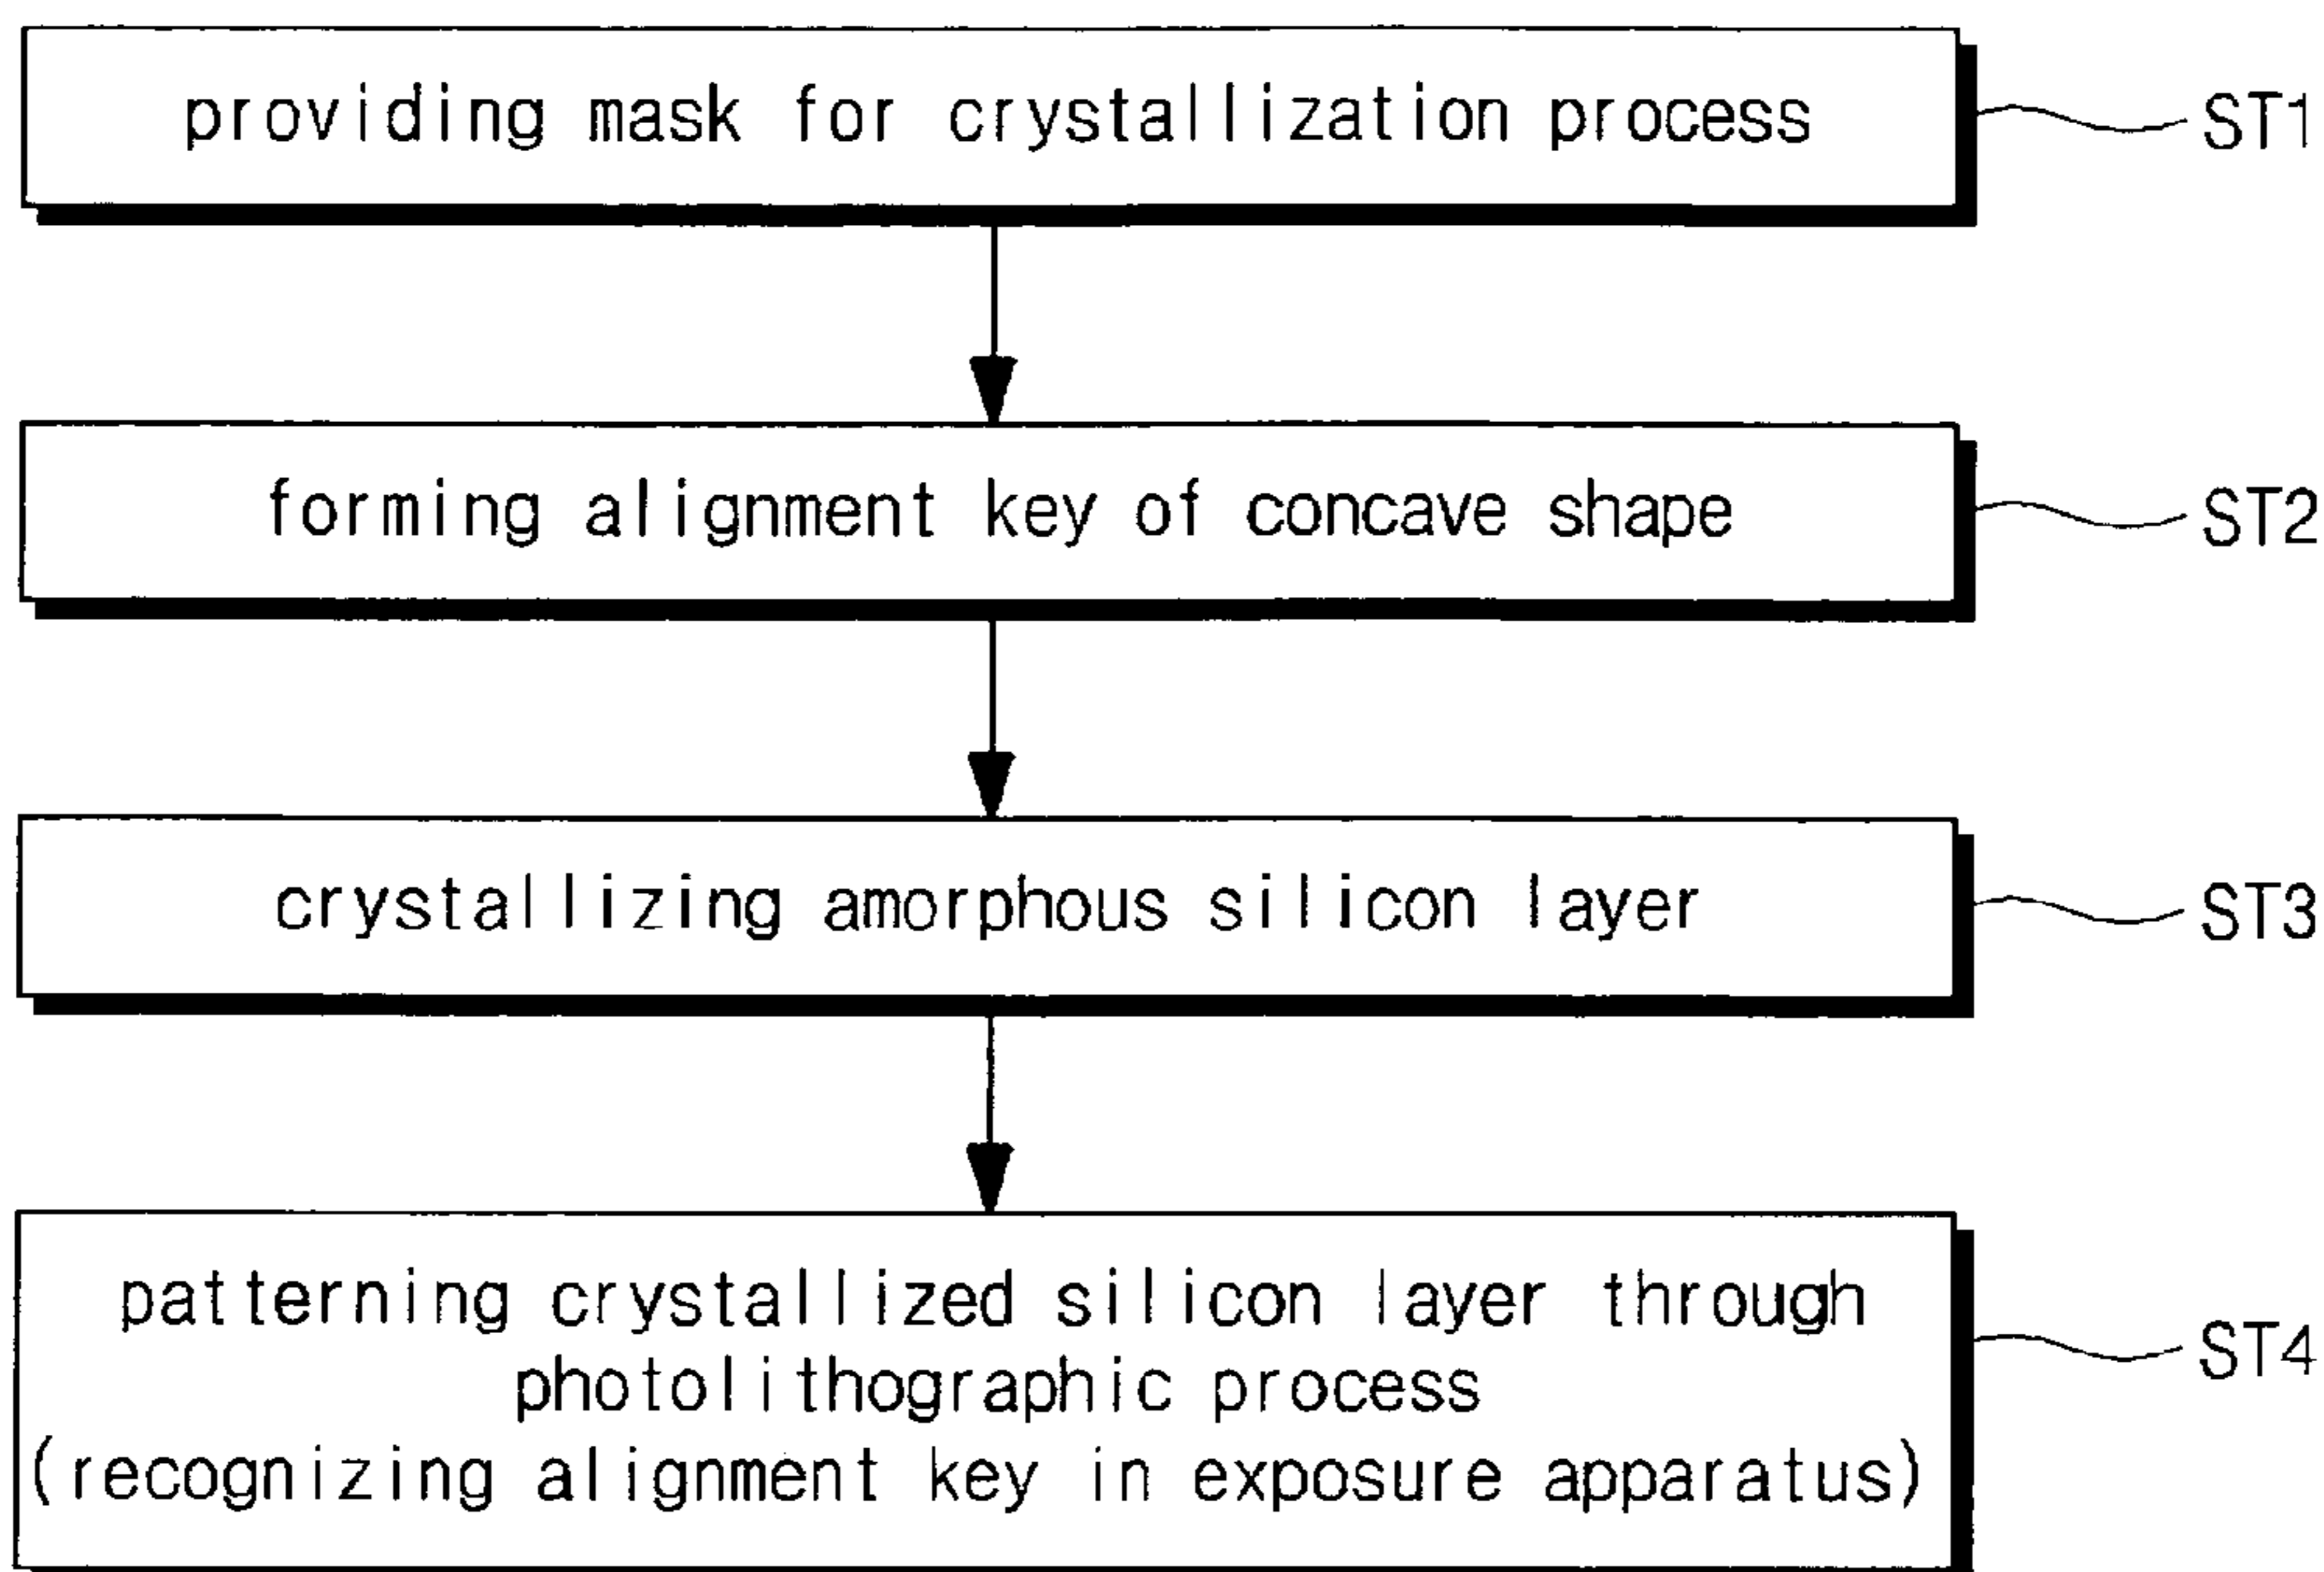 providing mask for crystallization process
ST1
forming alignment key of concave shape
ST2
crystallizing amorphous silicon layer
ST3
patterning crystallized silicon layer through
photolithographic process
(recognizing alignment key in exposure apparatus)
ST4